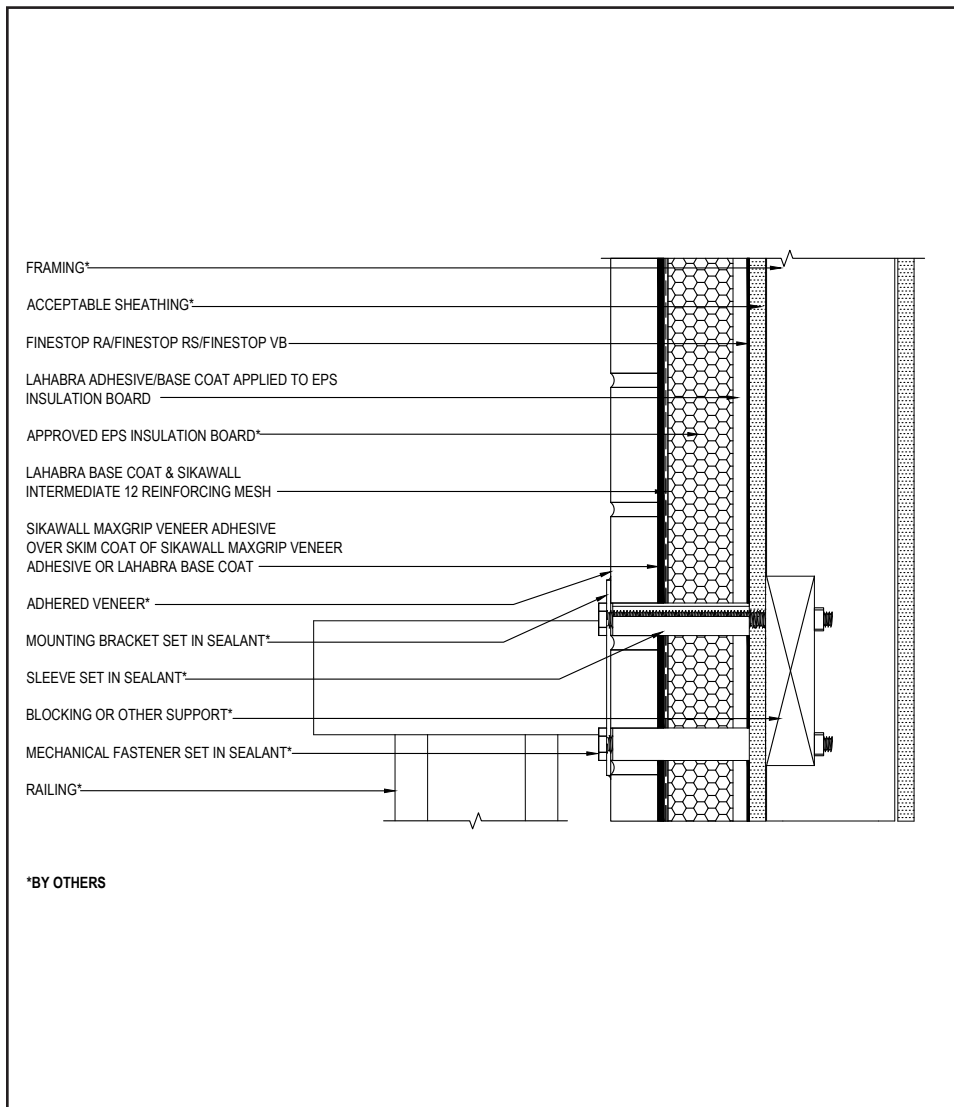 FRAMING*
ACCEPTABLE SHEATHING*
FINESTOP RA/FINESTOP RS/FINESTOP VB
LAHABRA ADHESIVE/BASE COAT APPLIED TO EPS
INSULATION BOARD
APPROVED EPS INSULATION BOARD*
LAHABRA BASE COAT & SIKAWALL
INTERMEDIATE 12 REINFORCING MESH
SIKAWALL MAXGRIP VENEER ADHESIVE
OVER SKIM COAT OF SIKAWALL MAXGRIP VENEER
ADHESIVE OR LAHABRA BASE COAT
ADHERED VENEER*
MOUNTING BRACKET SET IN SEALANT*
SLEEVE SET IN SEALANT*
BLOCKING OR OTHER SUPPORT*
MECHANICAL FASTENER SET IN SEALANT*
RAILING*
*BY OTHERS